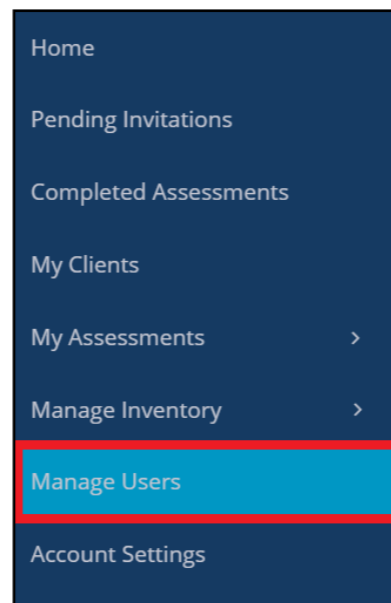 Home
Pending Invitations
Completed Assessments
My Clients
My Assessments
Manage Inventory
Manage Users
Account Settings